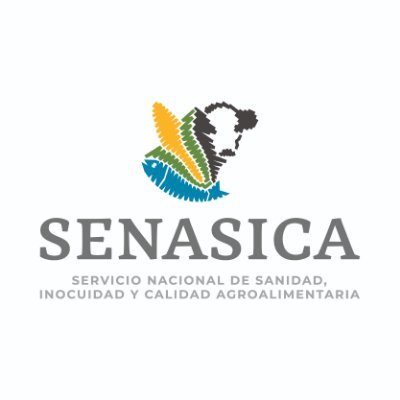 SENASICA
SERVICIO NACIONAL DE SANIDAD,
INOCUIDAD Y CALIDAD AGROALIMENTARIA